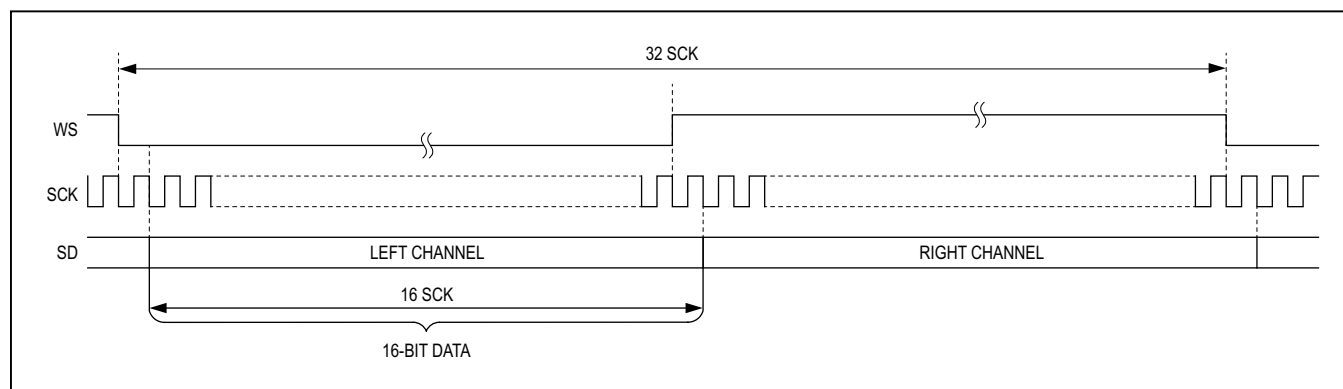 32 SCK
WS
SCK
SD
LEFT CHANNEL
RIGHT CHANNEL
16 SCK
16-BIT DATA